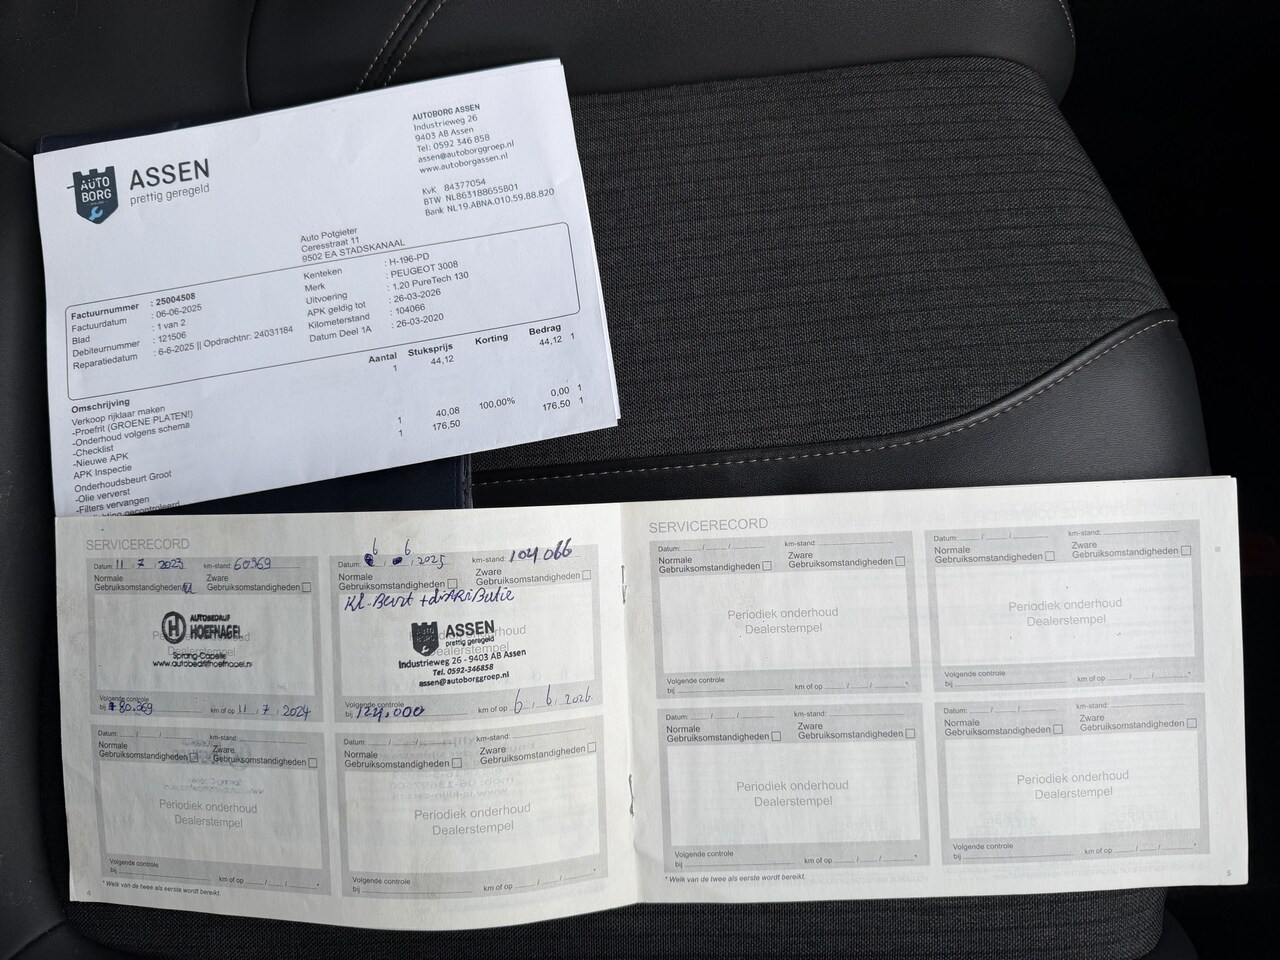 AUTO
BORG
ASSEN
prettig geregeld
AUTOBORG ASSEN
Industrieweg 26
9403 AB Assen
Tel: 0592 346 858
assen@autoborggroep.nl
www.autoborgassen.nl
KvK 84377054
BTW NL863188655B01
Bank NL19.ABNA.010.59.88.820
Auto Potgieter
Ceresstraat 11
9502 EA STADSKANAAL
Factuurnummer : 25004508
Factuurdatum : 06-06-2025
Blad : 1 van 2
Debiteurnummer : 121506
Reparatiedatum : 6-6-2025 || Opdrachtnr: 24031184
Kenteken : H-196-PD
Merk : PEUGEOT 3008
Uitvoering : 1.20 PureTech 130
APK geldig tot : 26-03-2026
Kilometerstand : 104066
Datum Deel 1A : 26-03-2020
Omschrijving Aantal Stuksprijs Korting Bedrag
Verkoop rijklaar maken 1 44,12 44,12 1
-Proefrit (GROENE PLATEN!)
-Onderhoud volgens schema
-Checklist
-Nieuwe APK
APK Inspectie 1 40,08 100,00% 0,00 1
Onderhoudsbeurt Groot 1 176,50 176,50 1
-Olie ververst
-Filters vervangen
SERVICERECORD
Datum: 11 / 7 / 2023 km-stand: 60369
Normale Gebruiksomstandigheden
Zware Gebruiksomstandigheden
AUTOBEDRIJF
HOEFNAGEL
Sprang-Capelle
www.autobedrijfhoefnagel.nl
Volgende controle
bij 80.369 km of op 11 / 7 / 2024
6 6
Datum: / / 2025 km-stand: 104,066
Normale Gebruiksomstandigheden
Zware Gebruiksomstandigheden
Kl-Beurt + distributie
Periodiek onderhoud
Dealerstempel
AUTO
BORG
ASSEN
prettig geregeld
Industrieweg 26 - 9403 AB Assen
Tel. 0592-346858
assen@autoborggroep.nl
Volgende controle
bij 124,000 km of op 6 / 6 / 2026
Datum: / / km-stand:
Normale Gebruiksomstandigheden
Zware Gebruiksomstandigheden
Periodiek onderhoud
Dealerstempel
Volgende controle
bij km of op / / *
Datum: / / km-stand:
Normale Gebruiksomstandigheden
Zware Gebruiksomstandigheden
Periodiek onderhoud
Dealerstempel
Volgende controle
bij km of op / / *
* Welk van de twee als eerste wordt bereikt.
4
SERVICERECORD
Datum: / / km-stand:
Normale Gebruiksomstandigheden
Zware Gebruiksomstandigheden
Periodiek onderhoud
Dealerstempel
Volgende controle
bij km of op / / *
Datum: / / km-stand:
Normale Gebruiksomstandigheden
Zware Gebruiksomstandigheden
Periodiek onderhoud
Dealerstempel
Volgende controle
bij km of op / / *
Datum: / / km-stand:
Normale Gebruiksomstandigheden
Zware Gebruiksomstandigheden
Periodiek onderhoud
Dealerstempel
Volgende controle
bij km of op / / *
Datum: / / km-stand:
Normale Gebruiksomstandigheden
Zware Gebruiksomstandigheden
Periodiek onderhoud
Dealerstempel
Volgende controle
bij km of op / / *
* Welk van de twee als eerste wordt bereikt.
5